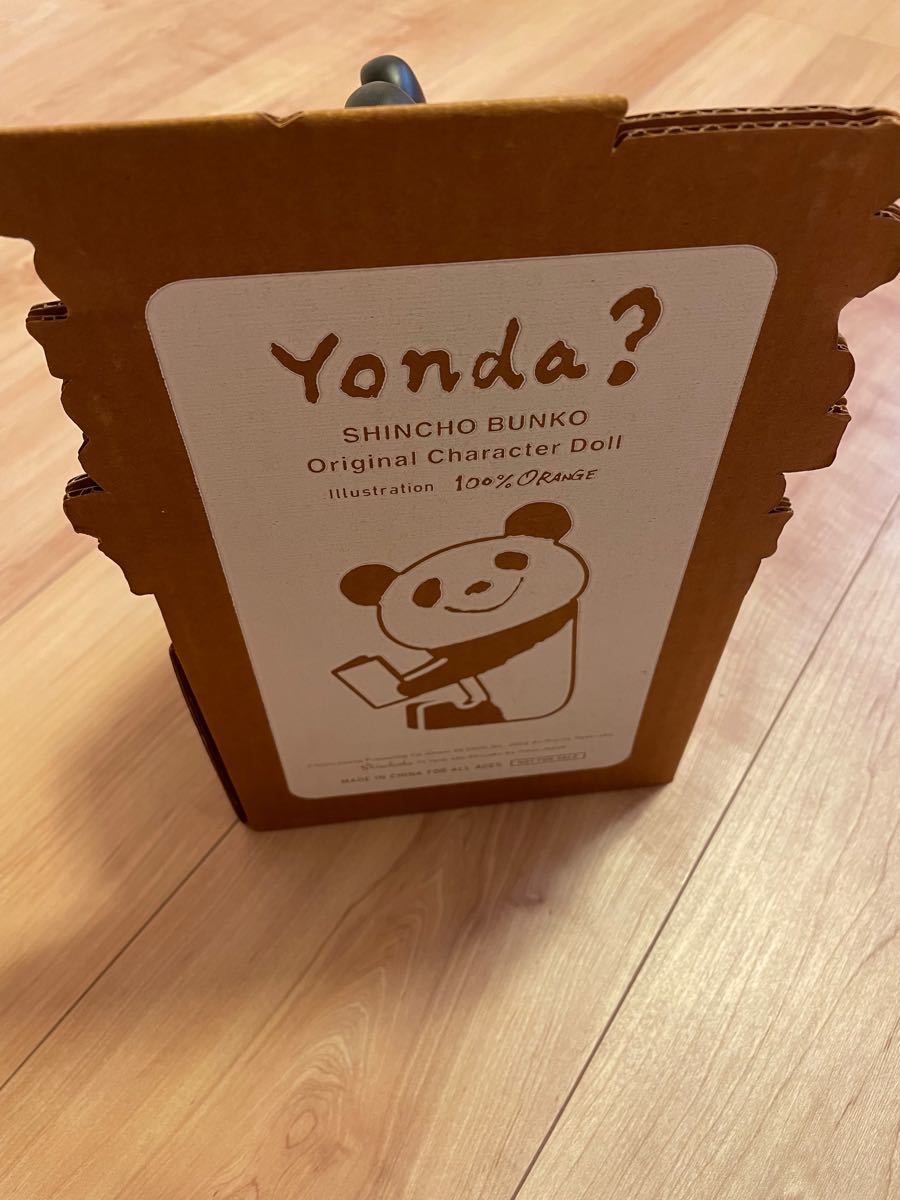 Yonda?
SHINCHO BUNKO
Original Character Doll
Illustration 100% ORANGE
MADE IN CHINA FOR ALL AGES NOT FOR SALE